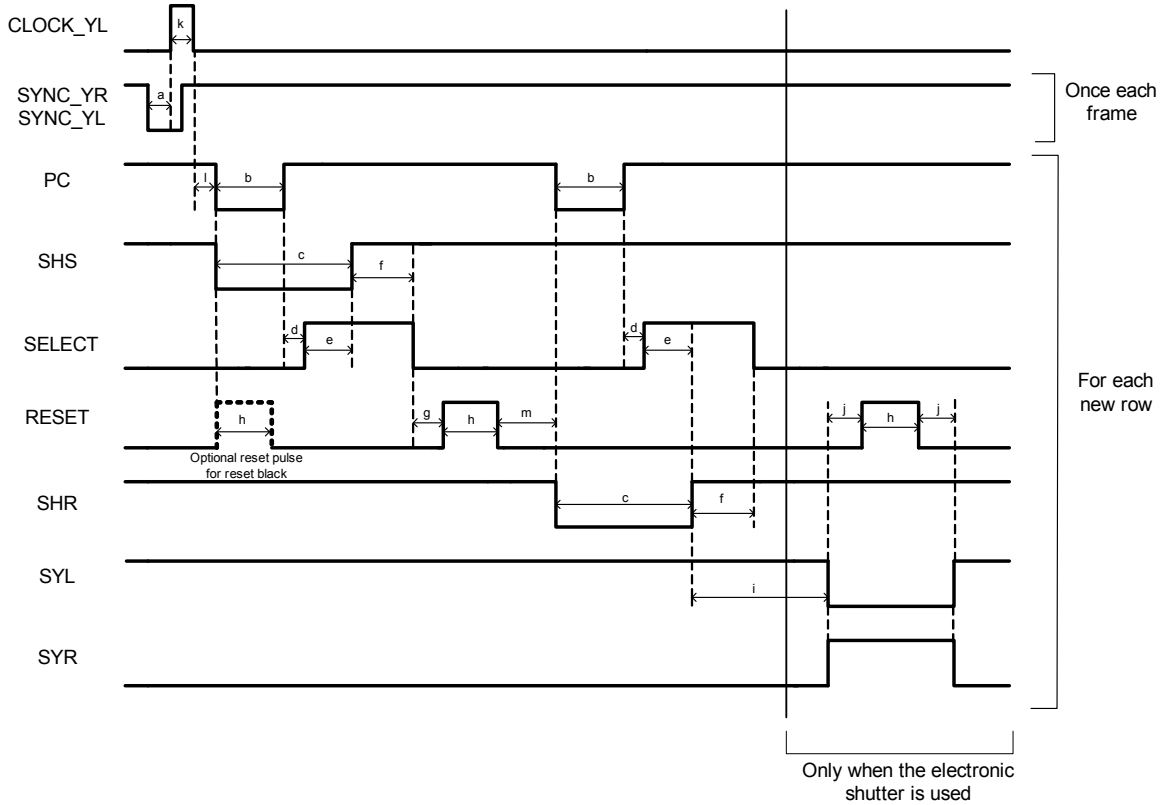 CLOCK_YL
k
SYNC_YR
SYNC_YL
a
Once each
frame
PC
l
b
b
SHS
c
f
SELECT
d
e
d
e
For each
new row
RESET
h
g
h
m
j
h
j
Optional reset pulse
for reset black
SHR
c
f
SYL
i
SYR
Only when the electronic
shutter is used